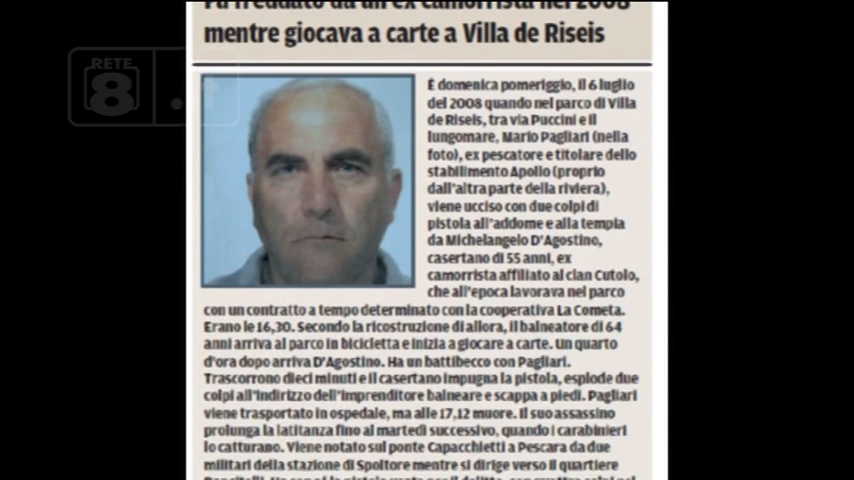 Fu freddato da un ex camorrista nel 2008
mentre giocava a carte a Villa de Riseis
RETE
8
È domenica pomeriggio, il 6 luglio
del 2008 quando nel parco di Villa
de Riseis, tra via Puccini e il
lungomare, Mario Pagliari (nella
foto), ex pescatore e titolare dello
stabilimento Apollo (proprio
dall'altra parte della riviera),
viene ucciso con due colpi di
pistola all'addome e alla tempia
da Michelangelo D'Agostino,
casertano di 55 anni, ex
camorrista affiliato al clan Cutolo,
che all'epoca lavorava nel parco
con un contratto a tempo determinato con la cooperativa La Cometa.
Erano le 16,30. Secondo la ricostruzione di allora, il balneatore di 64
anni arriva al parco in bicicletta e inizia a giocare a carte. Un quarto
d'ora dopo arriva D'Agostino. Ha un battibecco con Pagliari.
Trascorrono dieci minuti e il casertano impugna la pistola, esplode due
colpi all'indirizzo dell'imprenditore balneare e scappa a piedi. Pagliari
viene trasportato in ospedale, ma alle 17,12 muore. Il suo assassino
prolunga la latitanza fino al martedì successivo, quando i carabinieri
lo catturano. Viene notato sul ponte Capacchietti a Pescara da due
militari della stazione di Spoltore mentre si dirige verso il quartiere